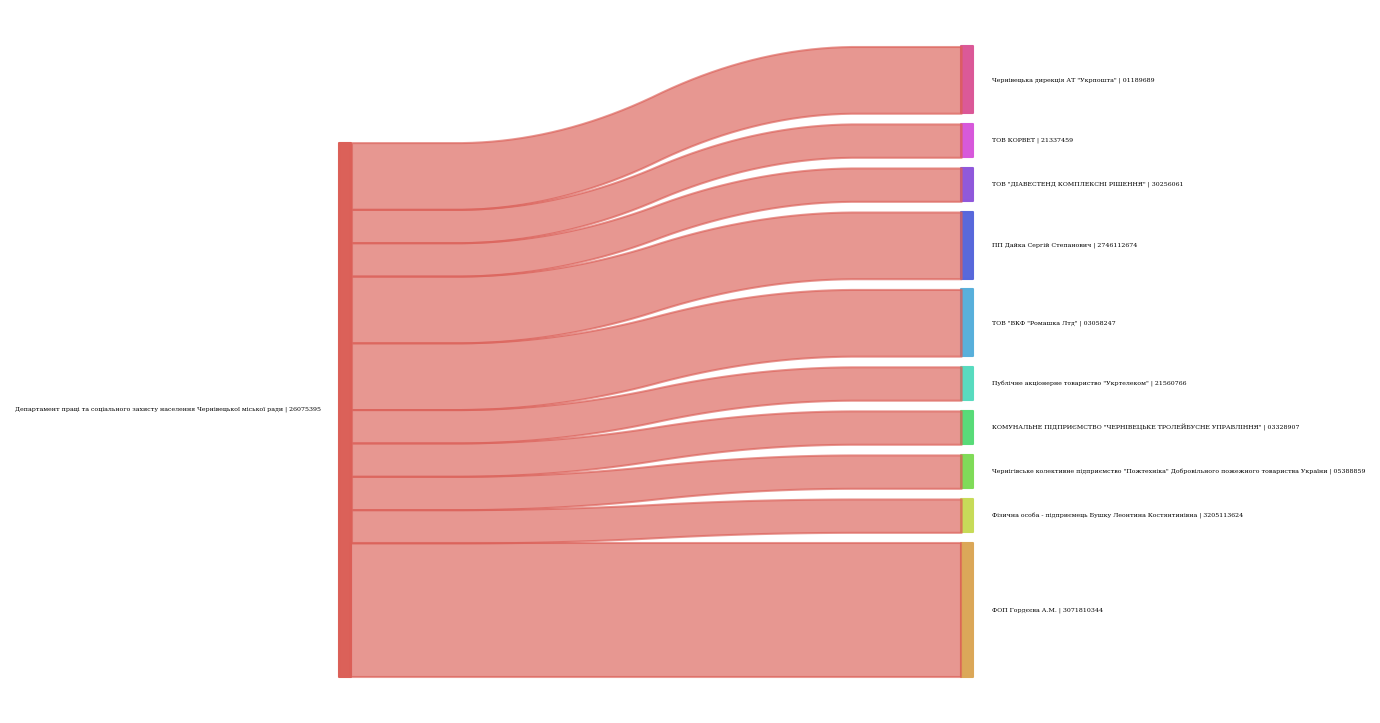 Чернівецька дирекція АТ "Укрпошта" | 01189689
ТОВ КОРВЕТ | 21337459
ТОВ "ДІАВЕСТЕНД КОМПЛЕКСНІ РІШЕННЯ" | 30256061
ПП Дайка Сергій Степанович | 2746112674
ТОВ "ВКФ "Ромашка Лтд" | 03058247
Публічне акціонерне товариство "Укртелеком" | 21560766
Департамент праці та соціального захисту населення Чернівецької міської ради | 26075395
КОМУНАЛЬНЕ ПІДПРИЄМСТВО "ЧЕРНІВЕЦЬКЕ ТРОЛЕЙБУСНЕ УПРАВЛІННЯ" | 03328907
Чернігівське колективне підприємство "Пожтехніка" Добровільного пожежного товариства України | 05388859
Фізична особа - підприємець Бушку Леонтина Костянтинівна | 3205113624
ФОП Гордєєва А.М. | 3071810344